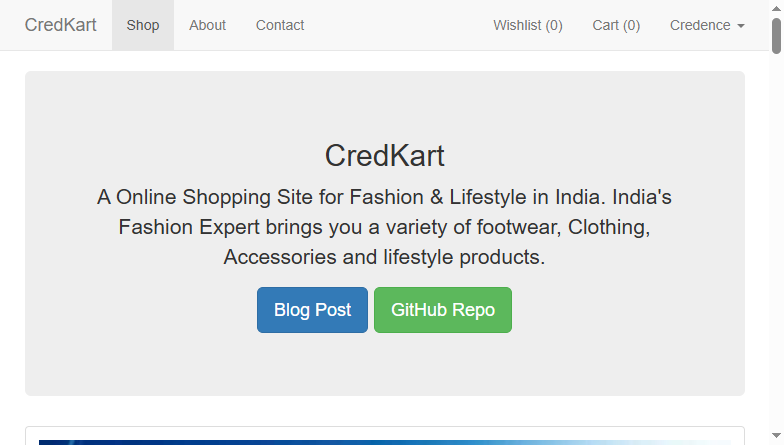 CredKart Shop About Contact Wishlist (0) Cart (0) Credence
CredKart
A Online Shopping Site for Fashion & Lifestyle in India. India's
Fashion Expert brings you a variety of footwear, Clothing,
Accessories and lifestyle products.
Blog Post GitHub Repo